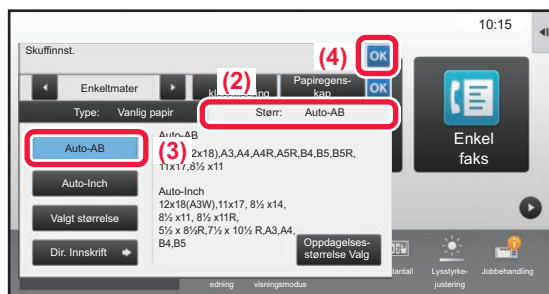 10:15
Skuffinnst.
(4)
OK
Enkeltmater
(2)
Papiregens-
kap
OK
Type: Vanlig papir
Størr: Auto-AB
Auto-AB
(3)
Auto-AB
2x18),A3,A4,A4R,A5R,B4,B5,B5R,
11x17,8½ x11
Auto-Inch
Auto-Inch
12x18(A3W),11x17, 8½ x14,
8½ x11, 8½ x11R,
5½ x 8½R,7½ x 10½ R,A3,A4,
B4,B5
Valgt størrelse
Dir. Innskrift
Oppdagelses-
størrelse Valg
Enkel
faks
edning
visningsmodus
antall
Lysstyrke-
justering
Jobbehandling